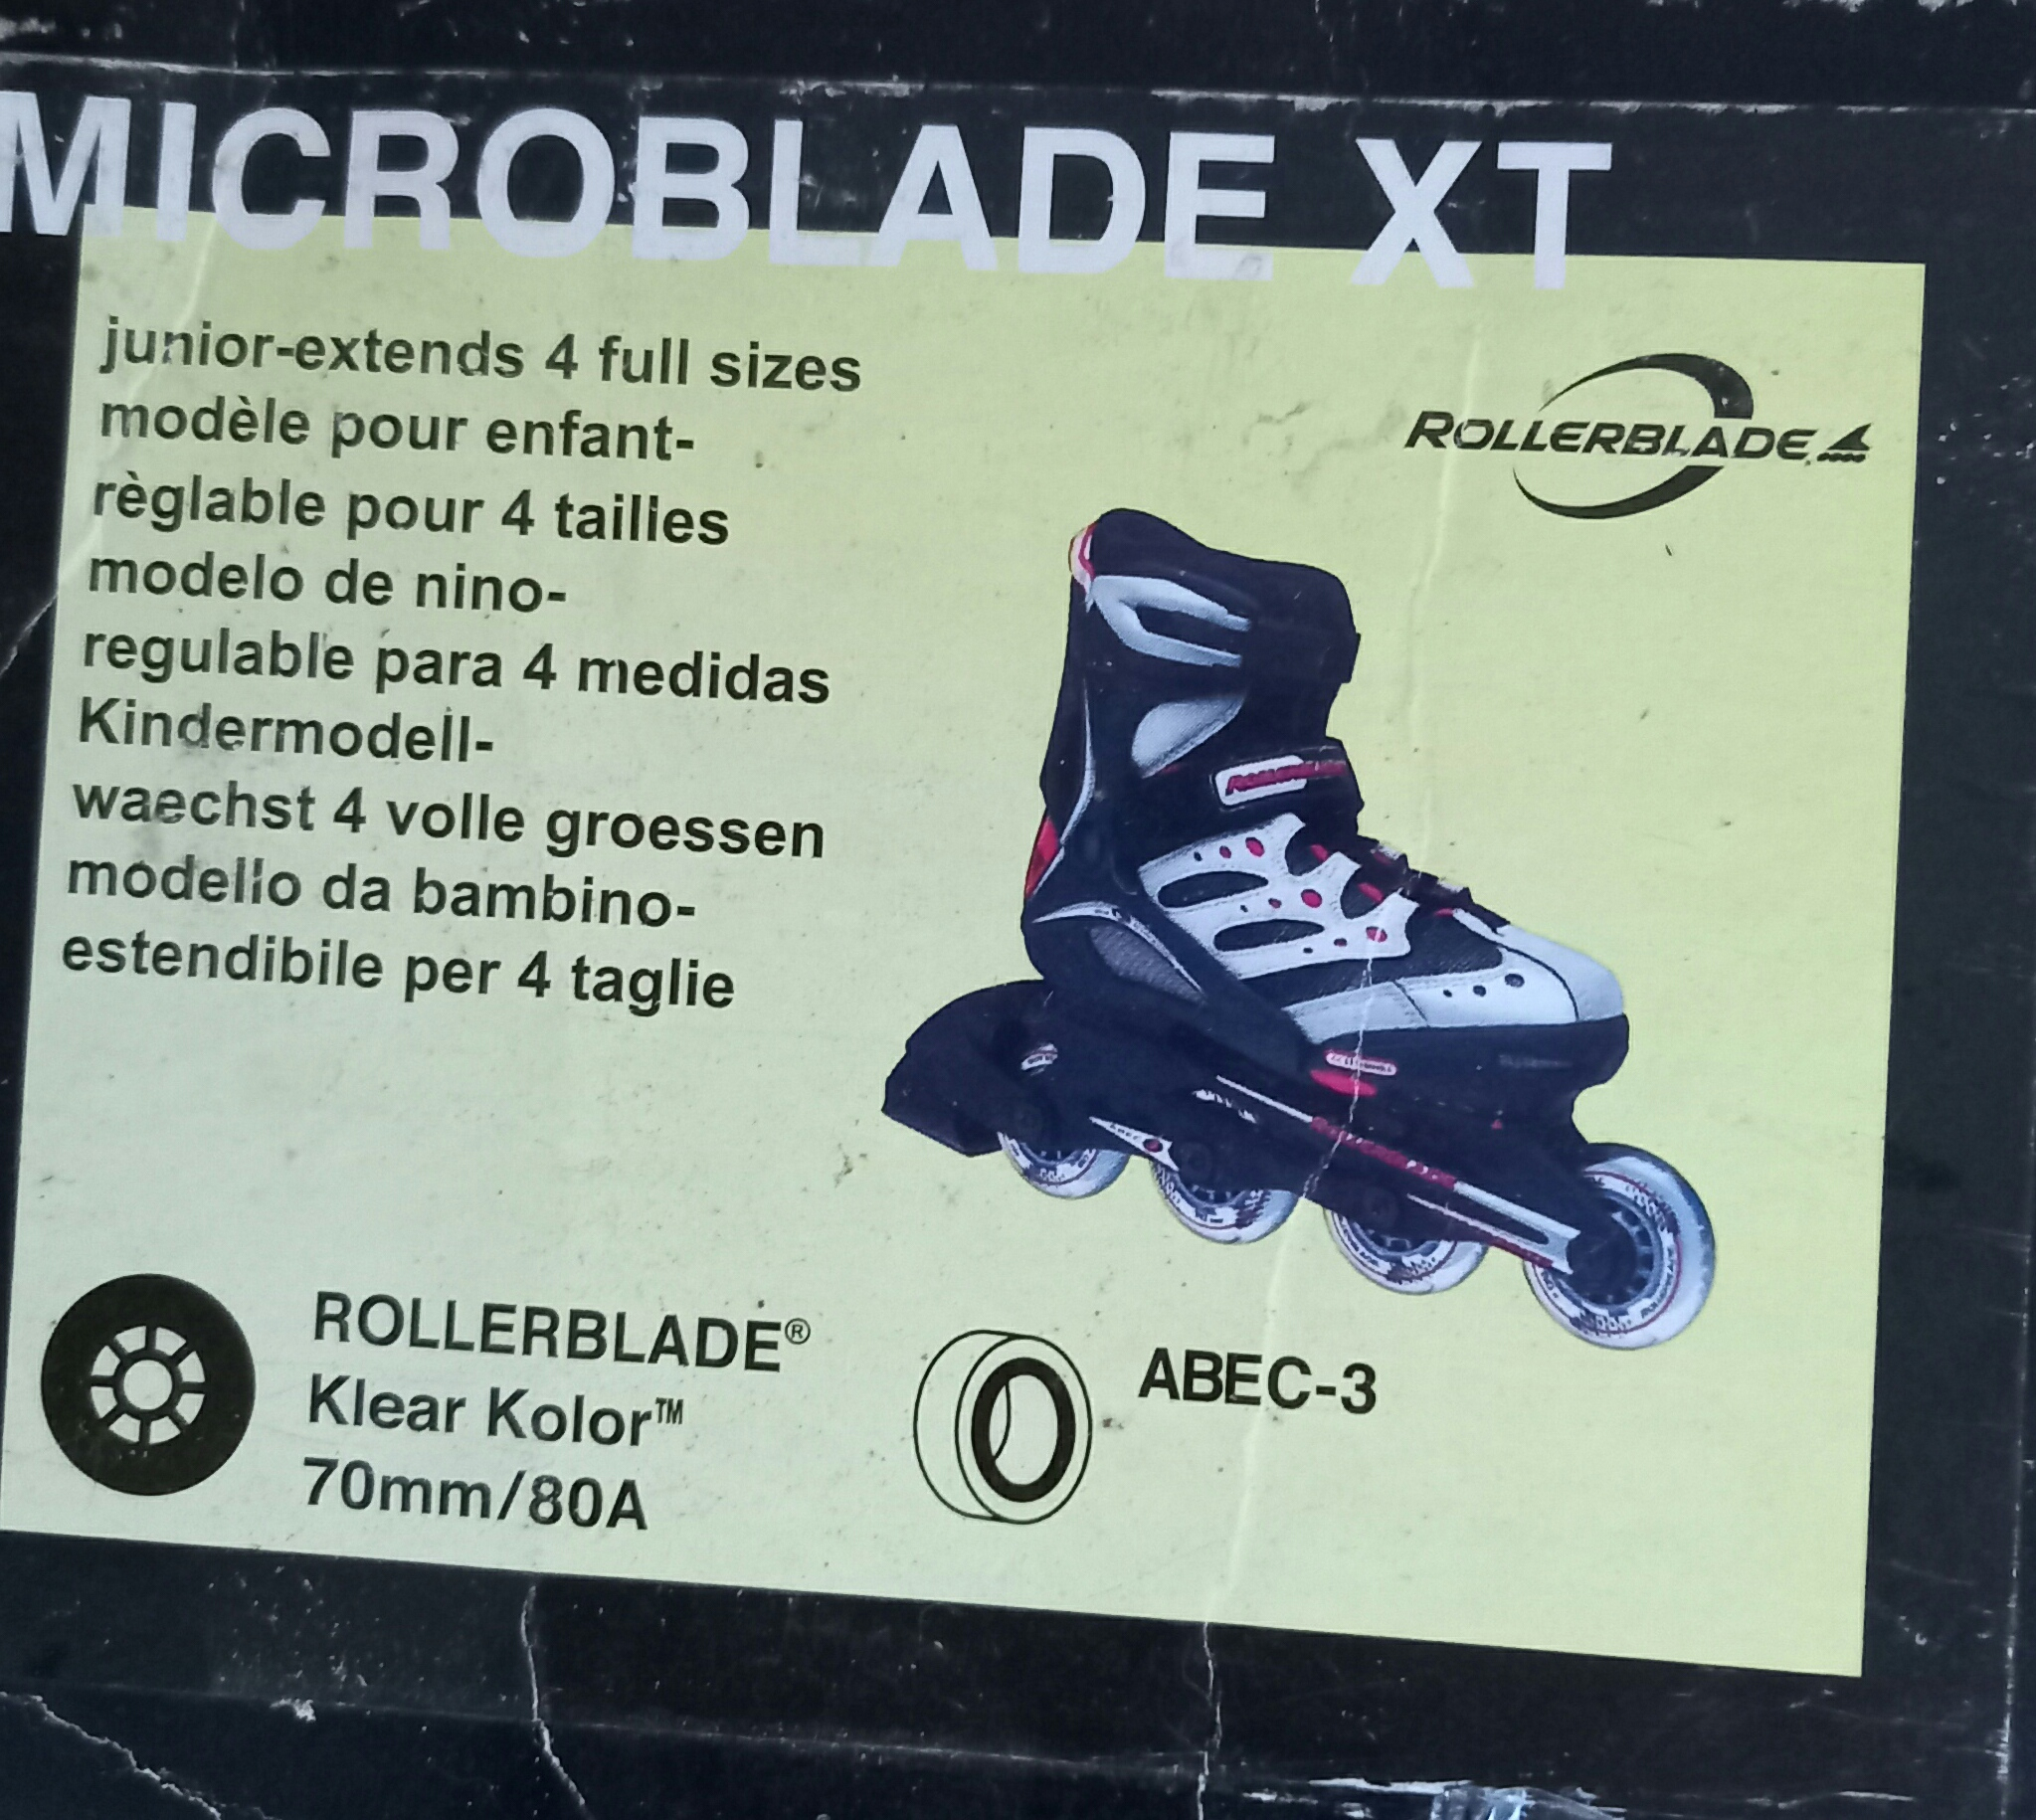 MICROBLADE XT
junior-extends 4 full sizes
modèle pour enfant-
règlable pour 4 tailies
modelo de nino-
regulable para 4 medidas
Kindermodell-
waechst 4 volle groessen
modello da bambino-
estendibile per 4 taglie
ROLLERBLADE
ROLLERBLADE®
Klear Kolor™
70mm/80A
ABEC-3